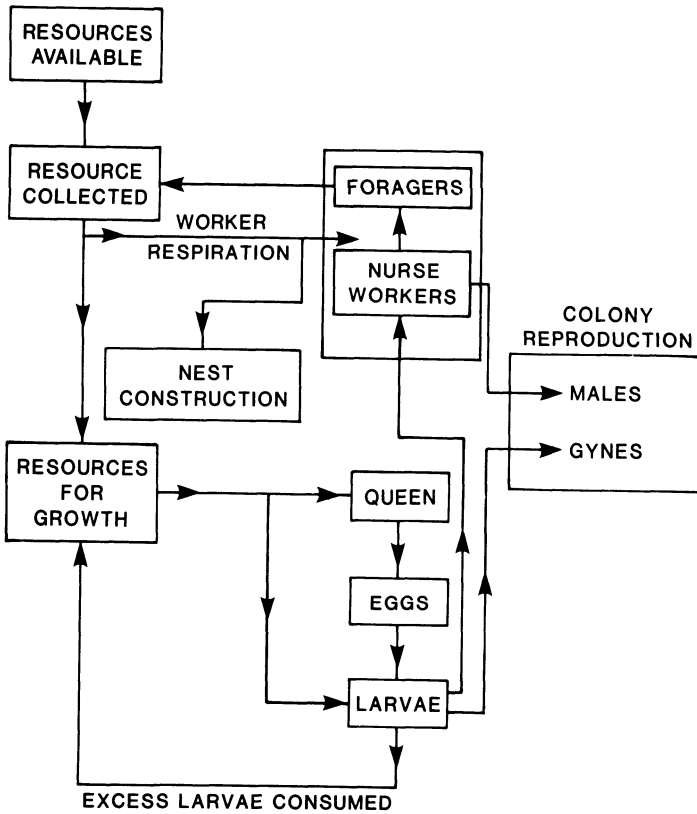 RESOURCES
AVAILABLE
RESOURCE
COLLECTED
FORAGERS
WORKER
RESPIRATION
NURSE
WORKERS
NEST
CONSTRUCTION
COLONY
REPRODUCTION
MALES
GYNES
RESOURCES
FOR
GROWTH
QUEEN
EGGS
LARVAE
EXCESS LARVAE CONSUMED